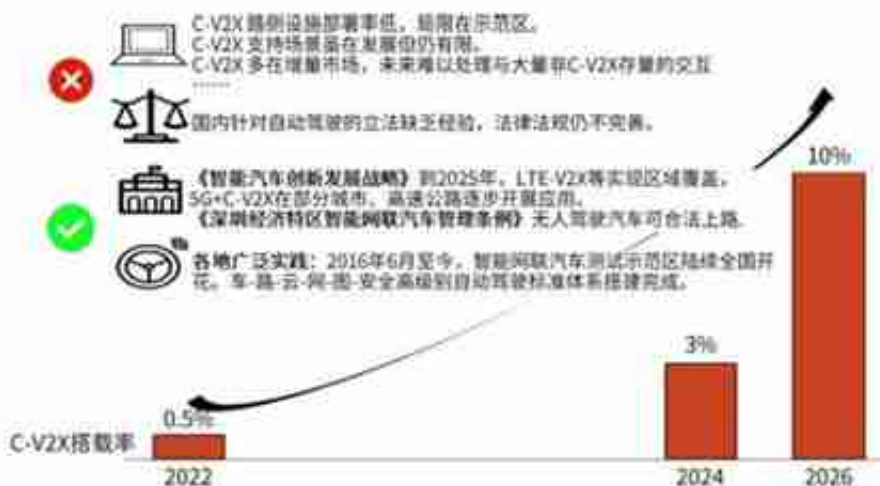 C-V2X 路侧设施部署率低，局限在示范区。
C-V2X 支持场景虽在发展但仍有限。
C-V2X 多在增量市场，未来难以处理与大量非C-V2X存量的交互
……
国内针对自动驾驶的立法缺乏经验，法律法规仍不完善。
《智能汽车创新发展战略》到2025年，LTE-V2X等实现区域覆盖，
5G+C-V2X在部分城市、高速公路逐步开展应用。
《深圳经济特区智能网联汽车管理条例》无人驾驶汽车可合法上路。
各地广泛实践：2016年6月至今，智能网联汽车测试示范区陆续全国开
花。车-路-云-网-图-安全高级别自动驾驶标准体系搭建完成。
10%
3%
0.5%
C-V2X搭载率
2022
2024
2026